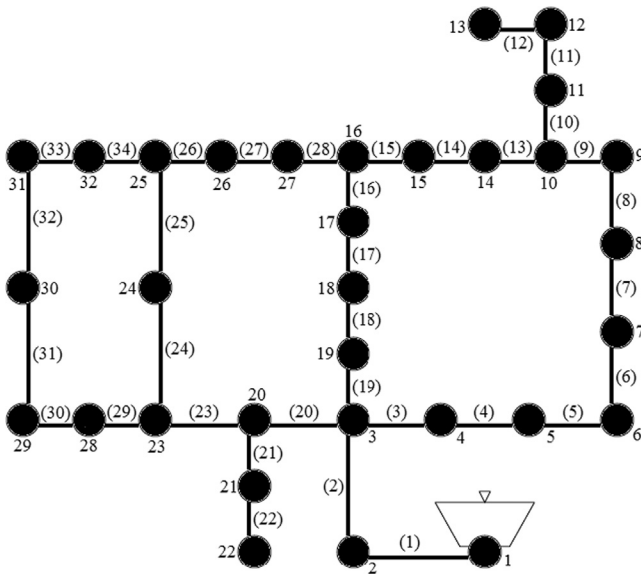 13 (12) 12
(11)
11
16 (10)
(33) (34) (26) (27) (28) (15) (14) (13) (9) 9
31 32 25 26 27 15 14 10
(16) (8)
(32) (25) 17 8
(17)
30 24 18 (7)
(18) 7
(31) (24) 19
(19) (6)
20
(30) (29) (23) (20) (3) (4) (5)
29 28 23 3 4 5 6
(21)
21 (2)
(22)
(1)
22 2 1